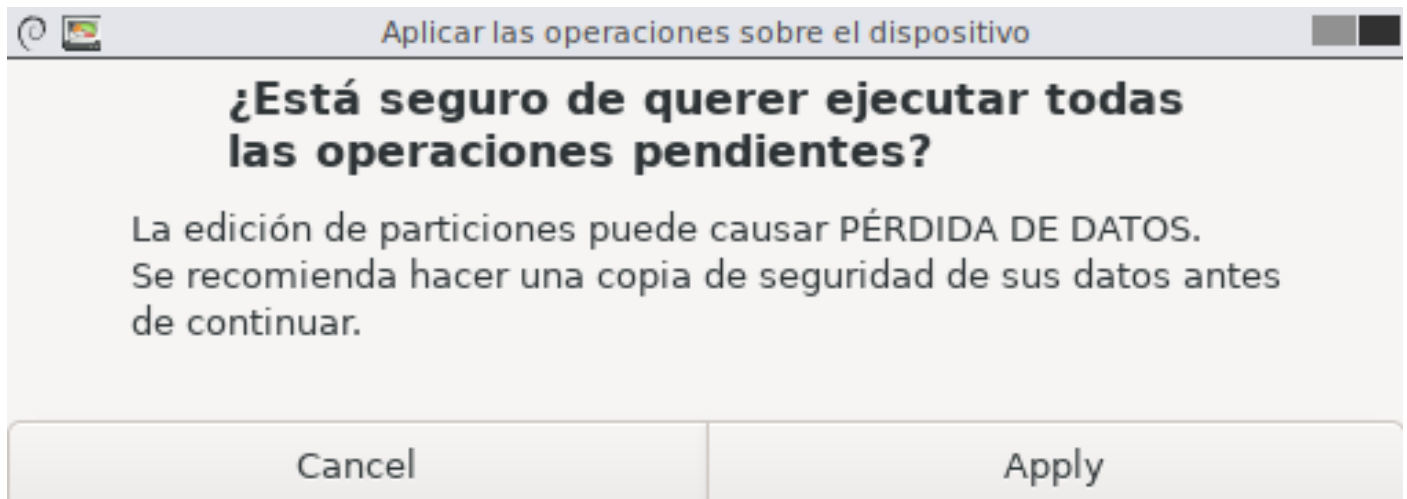 Aplicar las operaciones sobre el dispositivo
¿Está seguro de querer ejecutar todas
las operaciones pendientes?
La edición de particiones puede causar PÉRDIDA DE DATOS.
Se recomienda hacer una copia de seguridad de sus datos antes
de continuar.
Cancel
Apply